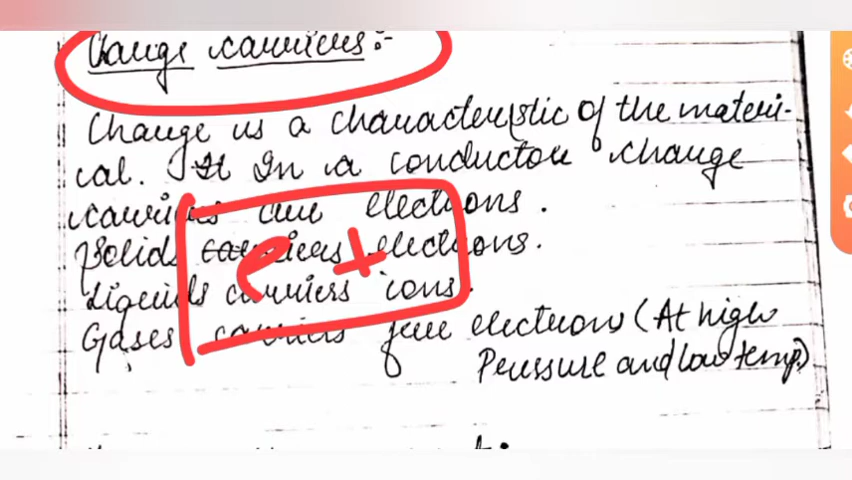 Charge carriers :-
Charge is a characteristic of the materi-
cal. It In a conductor charge
carriers are electrons.
Solids carriers electrons.
Liquids carriers ions.
Gases carriers free electrons (At high
Pressure and low temp)
e +